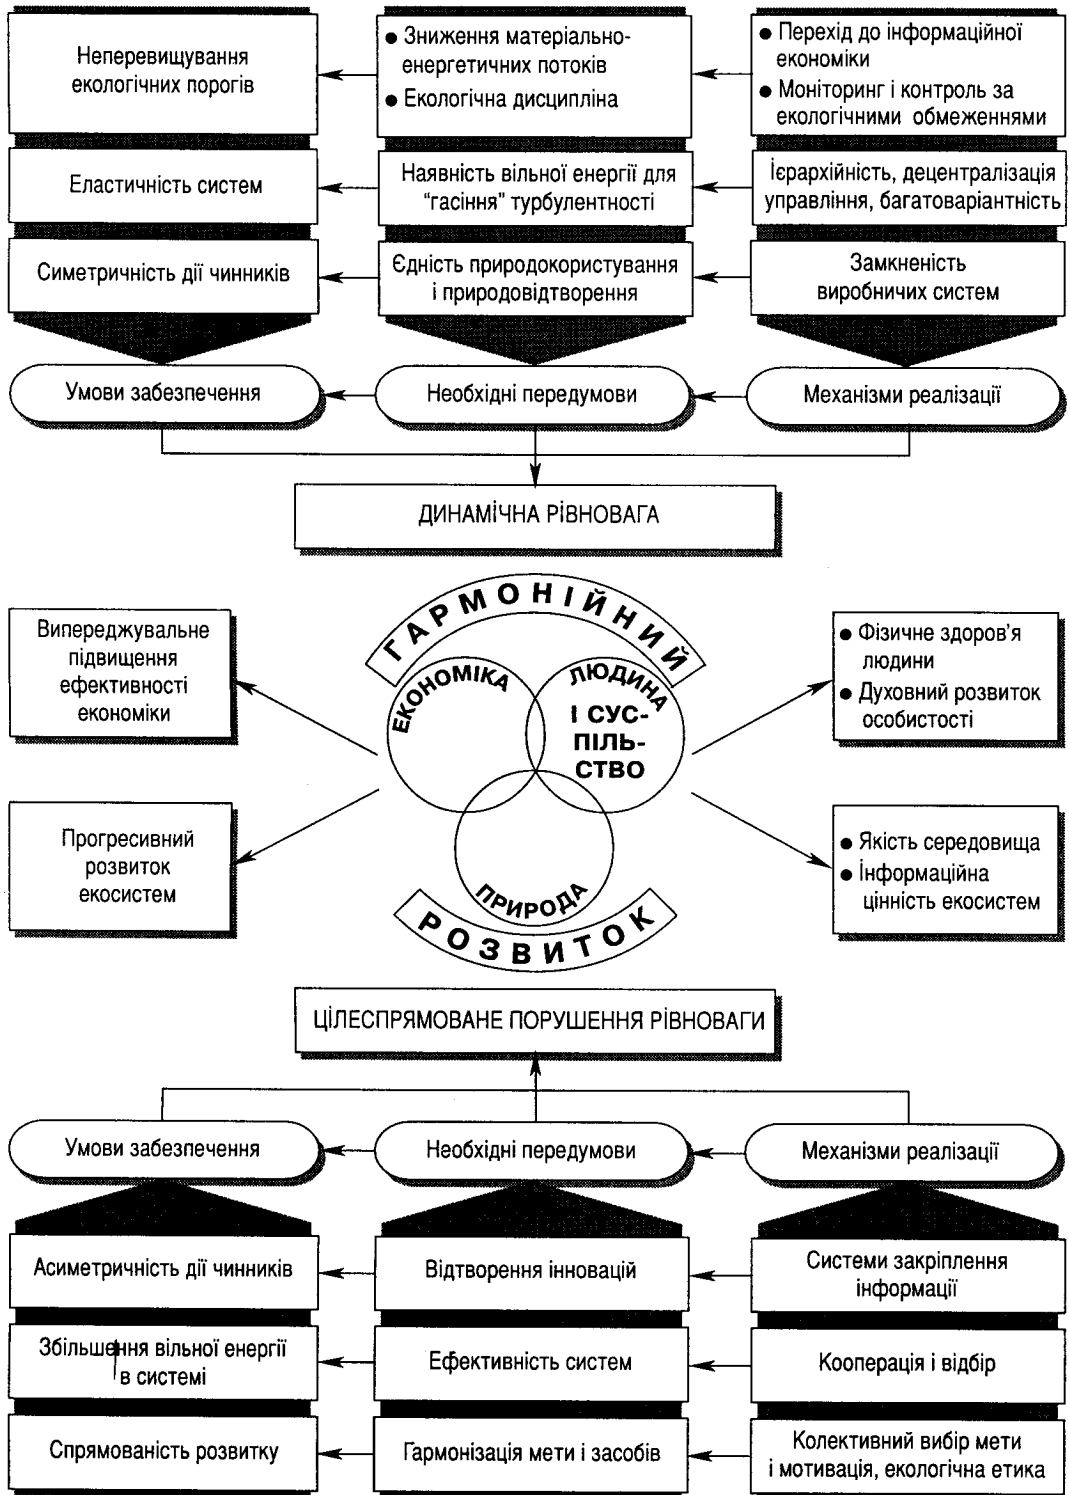 Неперевищування
екологічних порогів
● Зниження матеріально-
енергетичних потоків
● Екологічна дисципліна
● Перехід до інформаційної
економіки
● Моніторинг і контроль за
екологічними обмеженнями
Еластичність систем
Наявність вільної енергії для
“гасіння” турбулентності
Ієрархійність, децентралізація
управління, багатоваріантність
Симетричність дії чинників
Єдність природокористування
і природовідтворення
Замкненість
виробничих систем
Умови забезпечення
Необхідні передумови
Механізми реалізації
ДИНАМІЧНА РІВНОВАГА
ГАРМОНІЙНИЙ
Випереджувальне
підвищення
ефективності
економіки
ЕКОНОМІКА
ЛЮДИНА
І СУС-
ПІЛЬ-
СТВО
● Фізичне здоров’я
людини
● Духовний розвиток
особистості
Прогресивний
розвиток
екосистем
ПРИРОДА
● Якість середовища
● Інформаційна
цінність екосистем
РОЗВИТОК
ЦІЛЕСПРЯМОВАНЕ ПОРУШЕННЯ РІВНОВАГИ
Умови забезпечення
Необхідні передумови
Механізми реалізації
Асиметричність дії чинників
Відтворення інновацій
Системи закріплення
інформації
Збільшення вільної енергії
в системі
Ефективність систем
Кооперація і відбір
Спрямованість розвитку
Гармонізація мети і засобів
Колективний вибір мети
і мотивація, екологічна етика